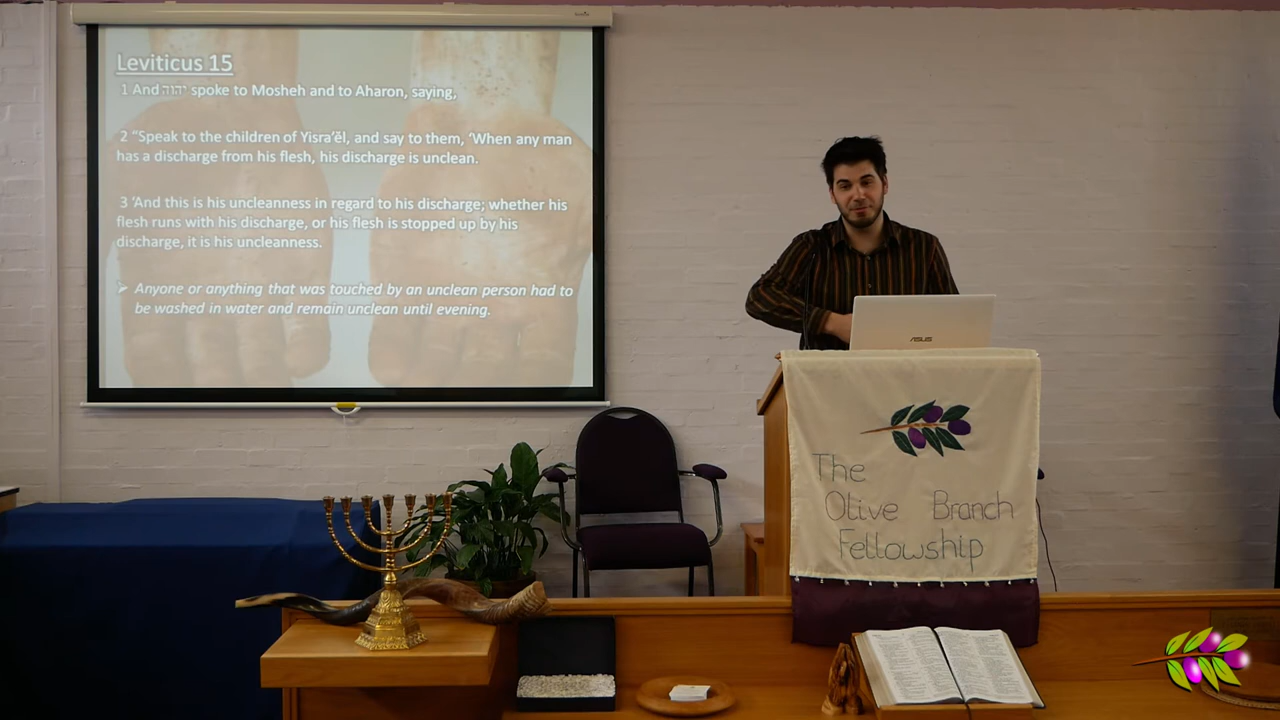 Leviticus 15
1 And יהוה spoke to Mosheh and to Aharon, saying,
2 “Speak to the children of Yisra’ĕl, and say to them, ‘When any man
has a discharge from his flesh, his discharge is unclean.
3 ‘And this is his uncleanness in regard to his discharge; whether his
flesh runs with his discharge, or his flesh is stopped up by his
discharge, it is his uncleanness.
Anyone or anything that was touched by an unclean person had to
be washed in water and remain unclean until evening.
ASUS
The
Olive Branch
Fellowship